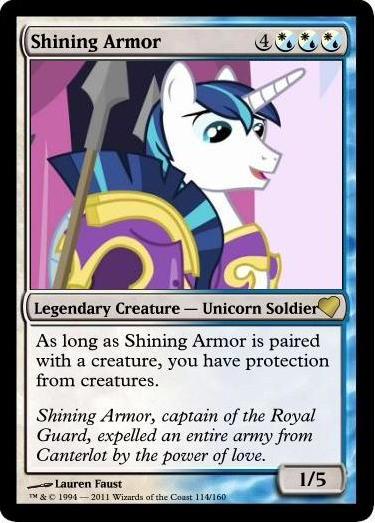 Shining Armor 4
Legendary Creature — Unicorn Soldier
As long as Shining Armor is paired
with a creature, you have protection
from creatures.
Shining Armor, captain of the Royal
Guard, expelled an entire army from
Canterlot by the power of love.
1/5
Lauren Faust
™ & © 1994 — 2011 Wizards of the Coast 114/160